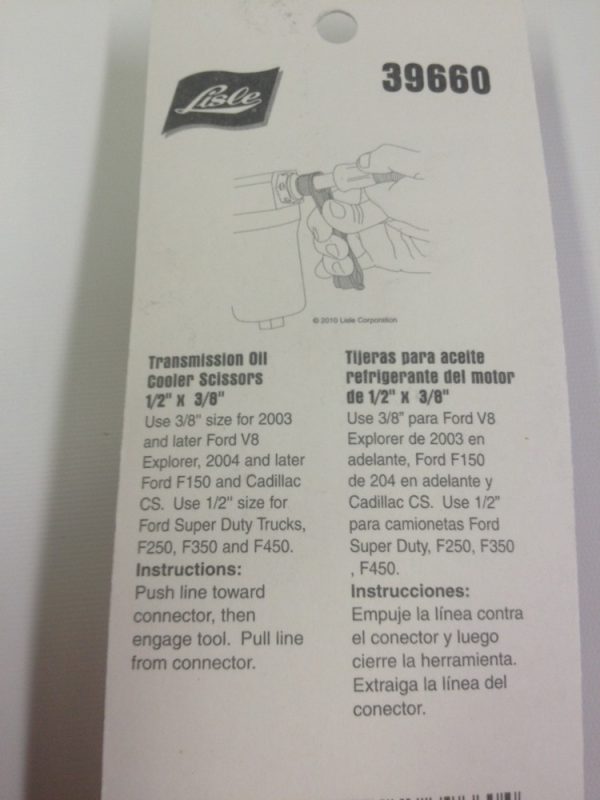 Lisle
39660
© 2010 Lisle Corporation
Transmission Oil
Cooler Scissors
1/2" X 3/8"
Use 3/8" size for 2003
and later Ford V8
Explorer, 2004 and later
Ford F150 and Cadillac
CS. Use 1/2" size for
Ford Super Duty Trucks,
F250, F350 and F450.
Instructions:
Push line toward
connector, then
engage tool. Pull line
from connector.
Tijeras para aceite
refrigerante del motor
de 1/2" x 3/8"
Use 3/8" para Ford V8
Explorer de 2003 en
adelante, Ford F150
de 204 en adelante y
Cadillac CS. Use 1/2"
para camionetas Ford
Super Duty, F250, F350
, F450.
Instrucciones:
Empuje la línea contra
el conector y luego
cierre la herramienta.
Extraiga la línea del
conector.